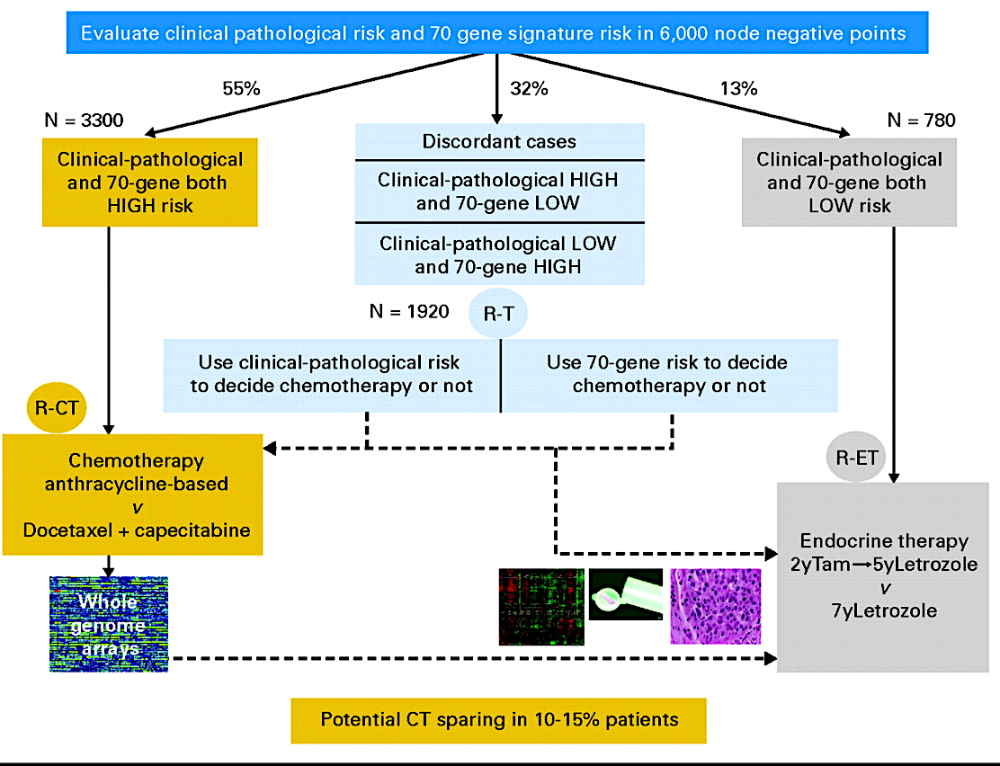 Evaluate clinical pathological risk and 70 gene signature risk in 6,000 node negative points
55%
32%
13%
N = 3300
N = 780
Clinical-pathological
and 70-gene both
HIGH risk
Discordant cases
Clinical-pathological HIGH
and 70-gene LOW
Clinical-pathological LOW
and 70-gene HIGH
Clinical-pathological
and 70-gene both
LOW risk
N = 1920
R-T
Use clinical-pathological risk
to decide chemotherapy or not
Use 70-gene risk to decide
chemotherapy or not
R-CT
Chemotherapy
anthracycline-based
v
Docetaxel + capecitabine
R-ET
Endocrine therapy
2yTam→5yLetrozole
v
7yLetrozole
Whole
genome
arrays
Potential CT sparing in 10-15% patients